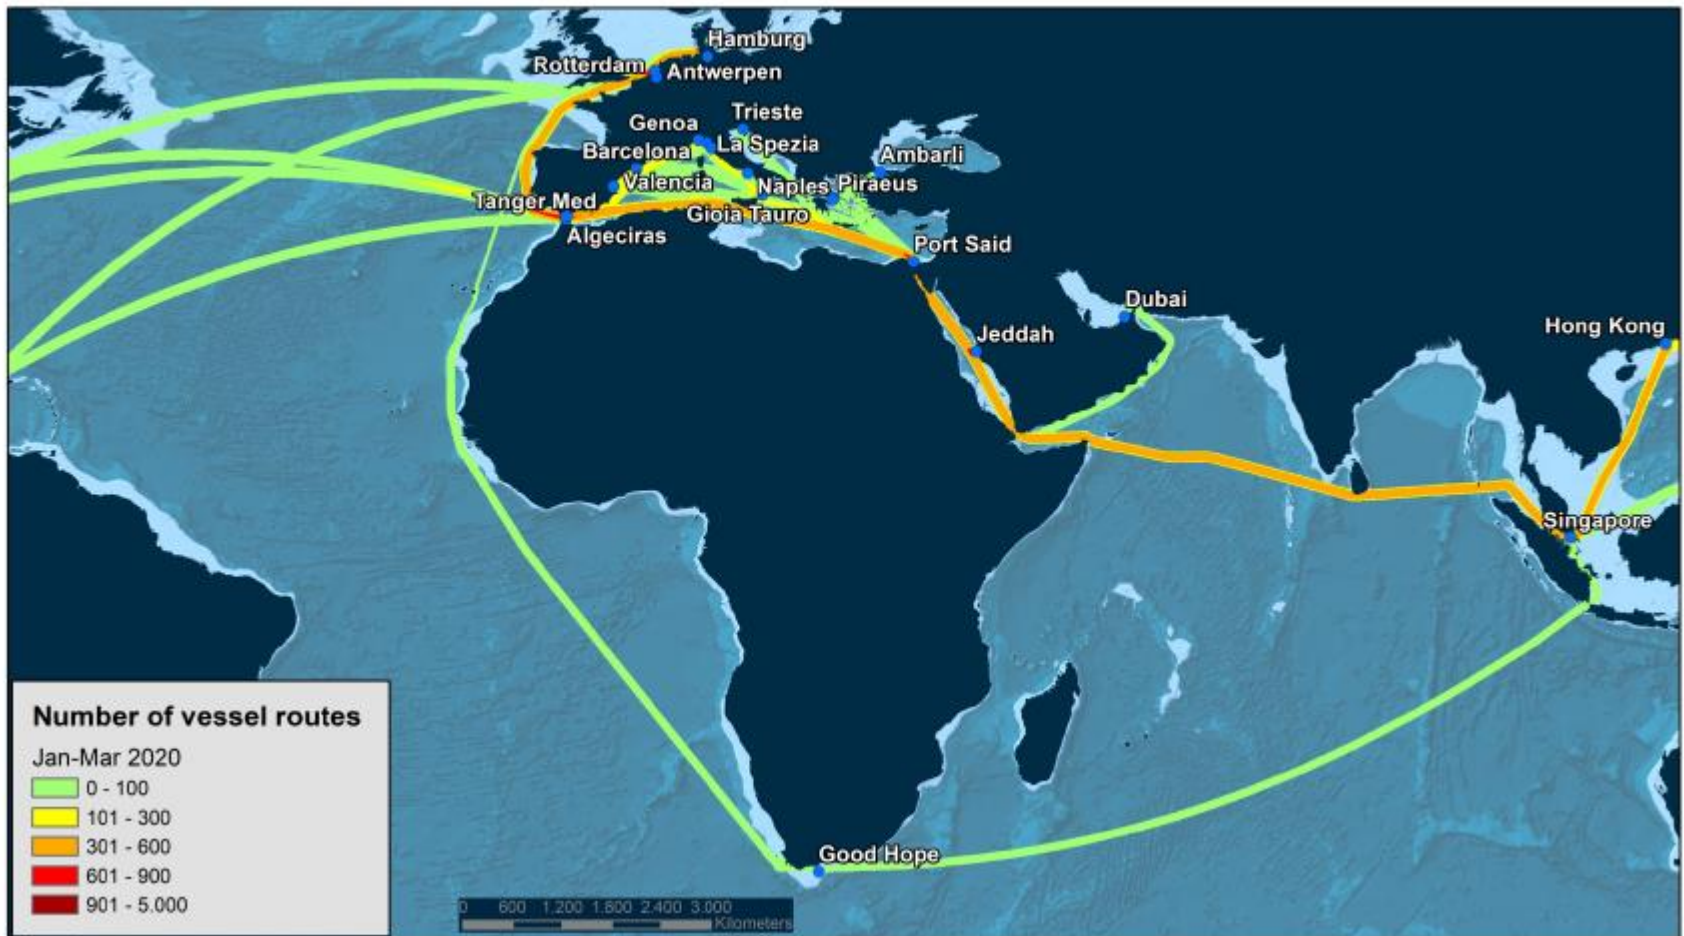 Hamburg
Rotterdam
Antwerpen
Trieste
Genoa
La Spezia
Barcelona
Ambarli
Valencia
Naples
Piraeus
Tanger Med
Gioia Tauro
Algeciras
Port Said
Dubai
Hong Kong
Jeddah
Singapore
Number of vessel routes
Jan-Mar 2020
0 - 100
101 - 300
301 - 600
601 - 900
901 - 5.000
Good Hope
0 600 1.200 1.800 2.400 3.000
Kilometers